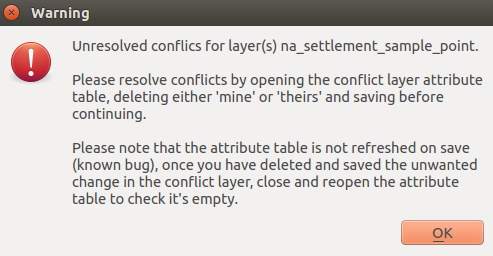 Warning
Unresolved conflics for layer(s) na_settlement_sample_point.
Please resolve conflicts by opening the conflict layer attribute
table, deleting either 'mine' or 'theirs' and saving before
continuing.
Please note that the attribute table is not refreshed on save
(known bug), once you have deleted and saved the unwanted
change in the conflict layer, close and reopen the attribute
table to check it's empty.
OK